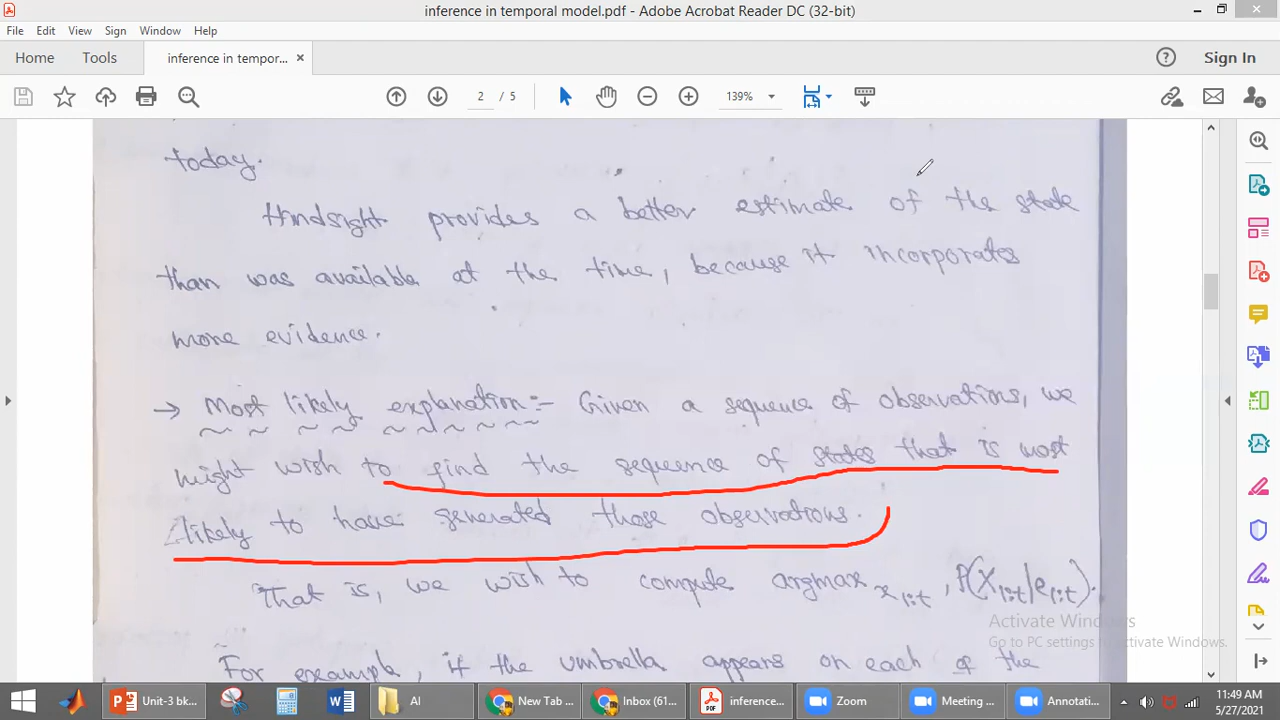 inference in temporal model.pdf - Adobe Acrobat Reader DC (32-bit)
File Edit View Sign Window Help
Home Tools inference in tempor... × Sign In
2 / 5 139%
today.
Hindsight provides a better estimate of the state
than was available at the time, because it incorporates
more evidence.
→ Most likely explanation:- Given a sequence of observations, we
might wish to find the sequence of states that is most
likely to have generated those observations.
That is, we wish to compute argmax x1:t, P(X1:t/e1:t).
Activate Windows
Go to PC settings to activate Windows.
For example, if the umbrella appears on each of the
Unit-3 bk... AI New Tab ... Inbox (61... inference... Zoom Meeting ... Annotati...
11:49 AM
5/27/2021